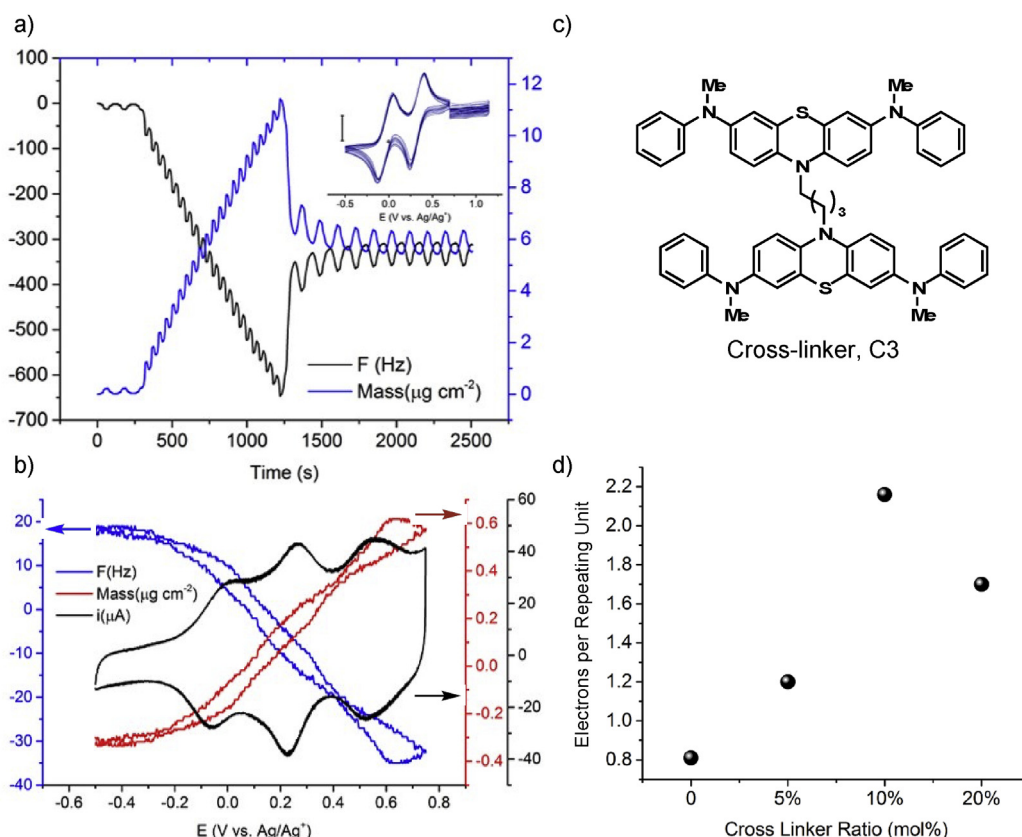 a)
100
0
-100
-200
-300
-400
-500
-600
-700
12
10
8
6
4
2
0
-0.5 0.0 0.5 1.0
E (V vs. Ag/Ag+)
F (Hz)
Mass(μg cm-2)
0 500 1000 1500 2000 2500
Time (s)
c)
Me
N
S
N
Me
N
3
N
N
S
N
Me
Me
Cross-linker, C3
b)
20
10
0
-10
-20
-30
-40
F(Hz)
Mass(μg cm-2)
i(μA)
0.6
0.4
0.2
0.0
-0.2
-0.4
60
40
20
0
-20
-40
-0.6 -0.4 -0.2 0.0 0.2 0.4 0.6 0.8
E (V vs. Ag/Ag+)
d)
Electrons per Repeating Unit
2.2
2.0
1.8
1.6
1.4
1.2
1.0
0.8
0 5% 10% 20%
Cross Linker Ratio (mol%)